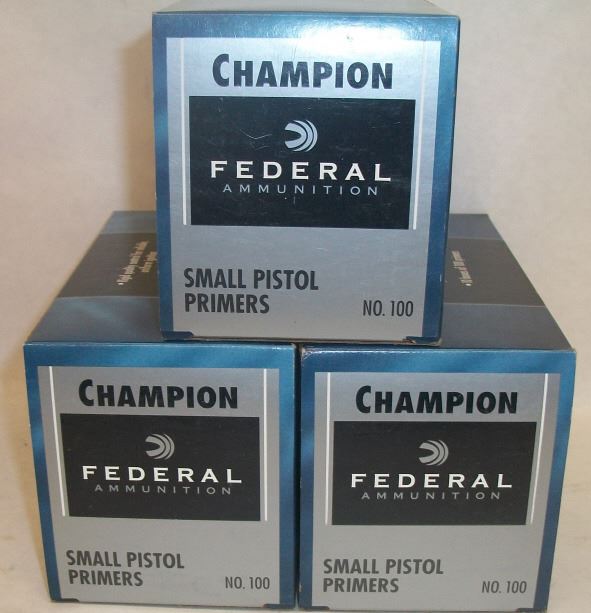 CHAMPION
FEDERAL
AMMUNITION
SMALL PISTOL
PRIMERS NO. 100
CHAMPION
FEDERAL
AMMUNITION
SMALL PISTOL
PRIMERS NO. 100
CHAMPION
FEDERAL
AMMUNITION
SMALL PISTOL
PRIMERS NO. 100